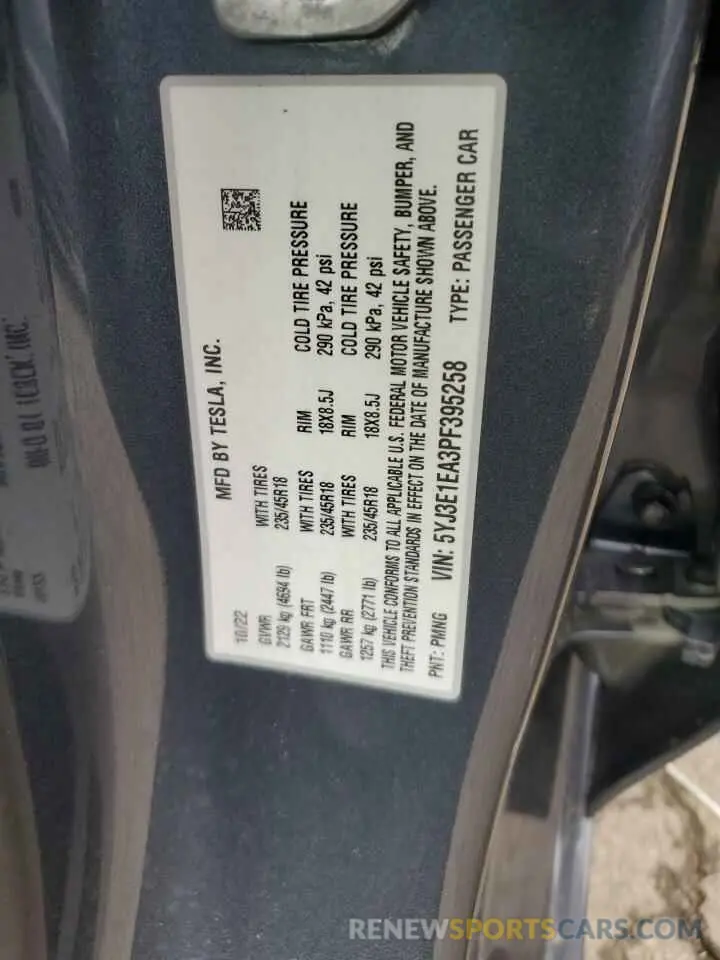 MFD BY TESLA, INC.
10/22
GVWR WITH TIRES
2129 kg (4694 lb) 235/45R18
GAWR FRT WITH TIRES RIM COLD TIRE PRESSURE
1110 kg (2447 lb) 235/45R18 18X8.5J 290 kPa, 42 psi
GAWR RR WITH TIRES RIM COLD TIRE PRESSURE
1257 kg (2771 lb) 235/45R18 18X8.5J 290 kPa, 42 psi
THIS VEHICLE CONFORMS TO ALL APPLICABLE U.S. FEDERAL MOTOR VEHICLE SAFETY, BUMPER, AND
THEFT PREVENTION STANDARDS IN EFFECT ON THE DATE OF MANUFACTURE SHOWN ABOVE.
PNT: PMNG VIN: 5YJ3E1EA3PF395258 TYPE: PASSENGER CAR
RENEWSPORTSCARS.COM